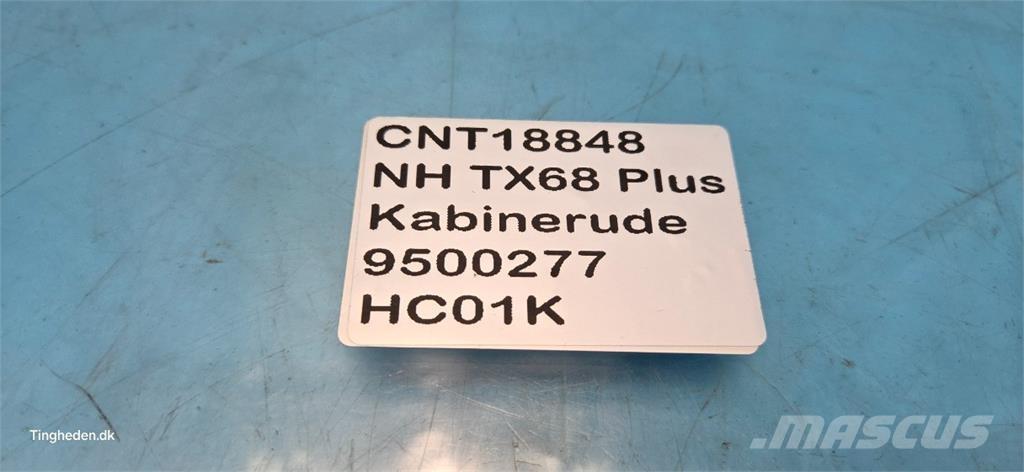 CNT18848
NH TX68 Plus
Kabinerude
9500277
HC01K
Tingheden.dk
MASCUS